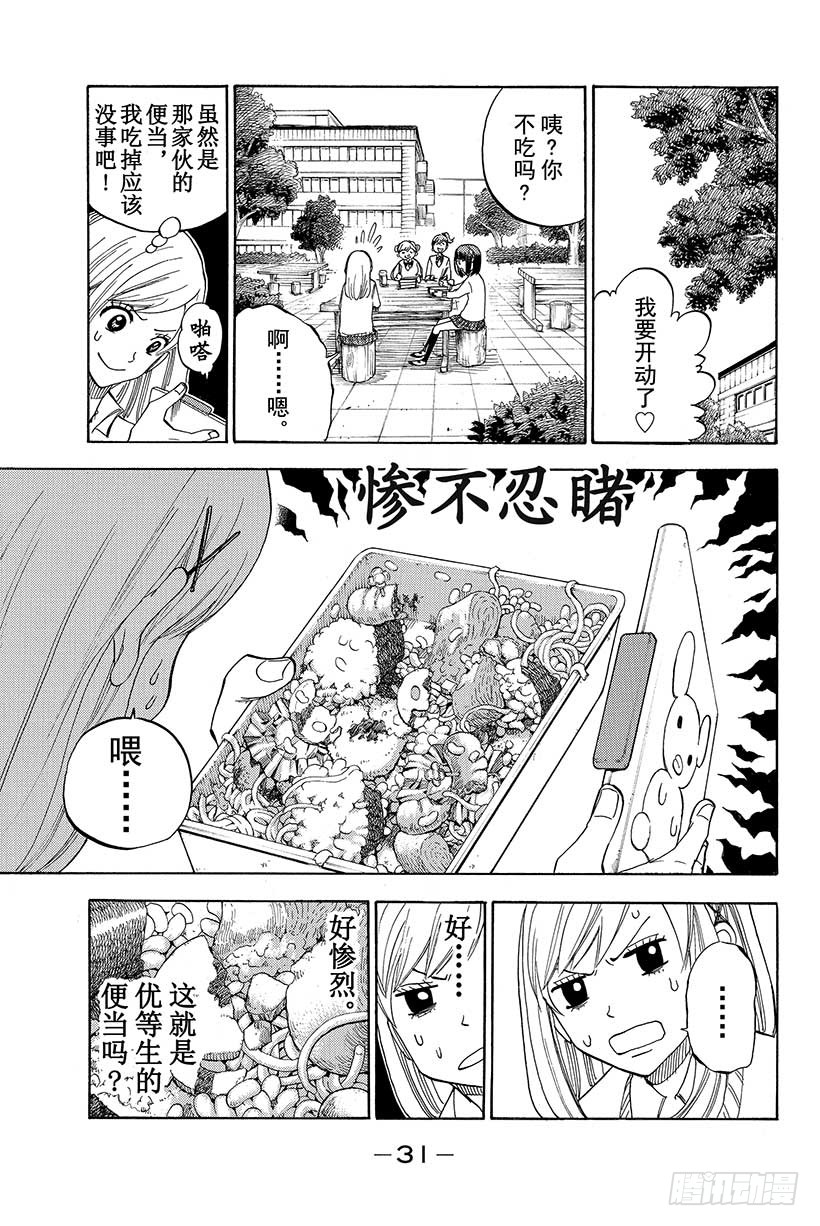 我要开动了♡
咦？你
不吃吗？
啊……嗯。
虽然是
那家伙的
便当，
我吃掉应该
没事吧！
啪嗒
惨不忍睹
喂……
……
好……
好惨烈。
这就是
优等生的
便当吗？
—31—
腾讯动漫